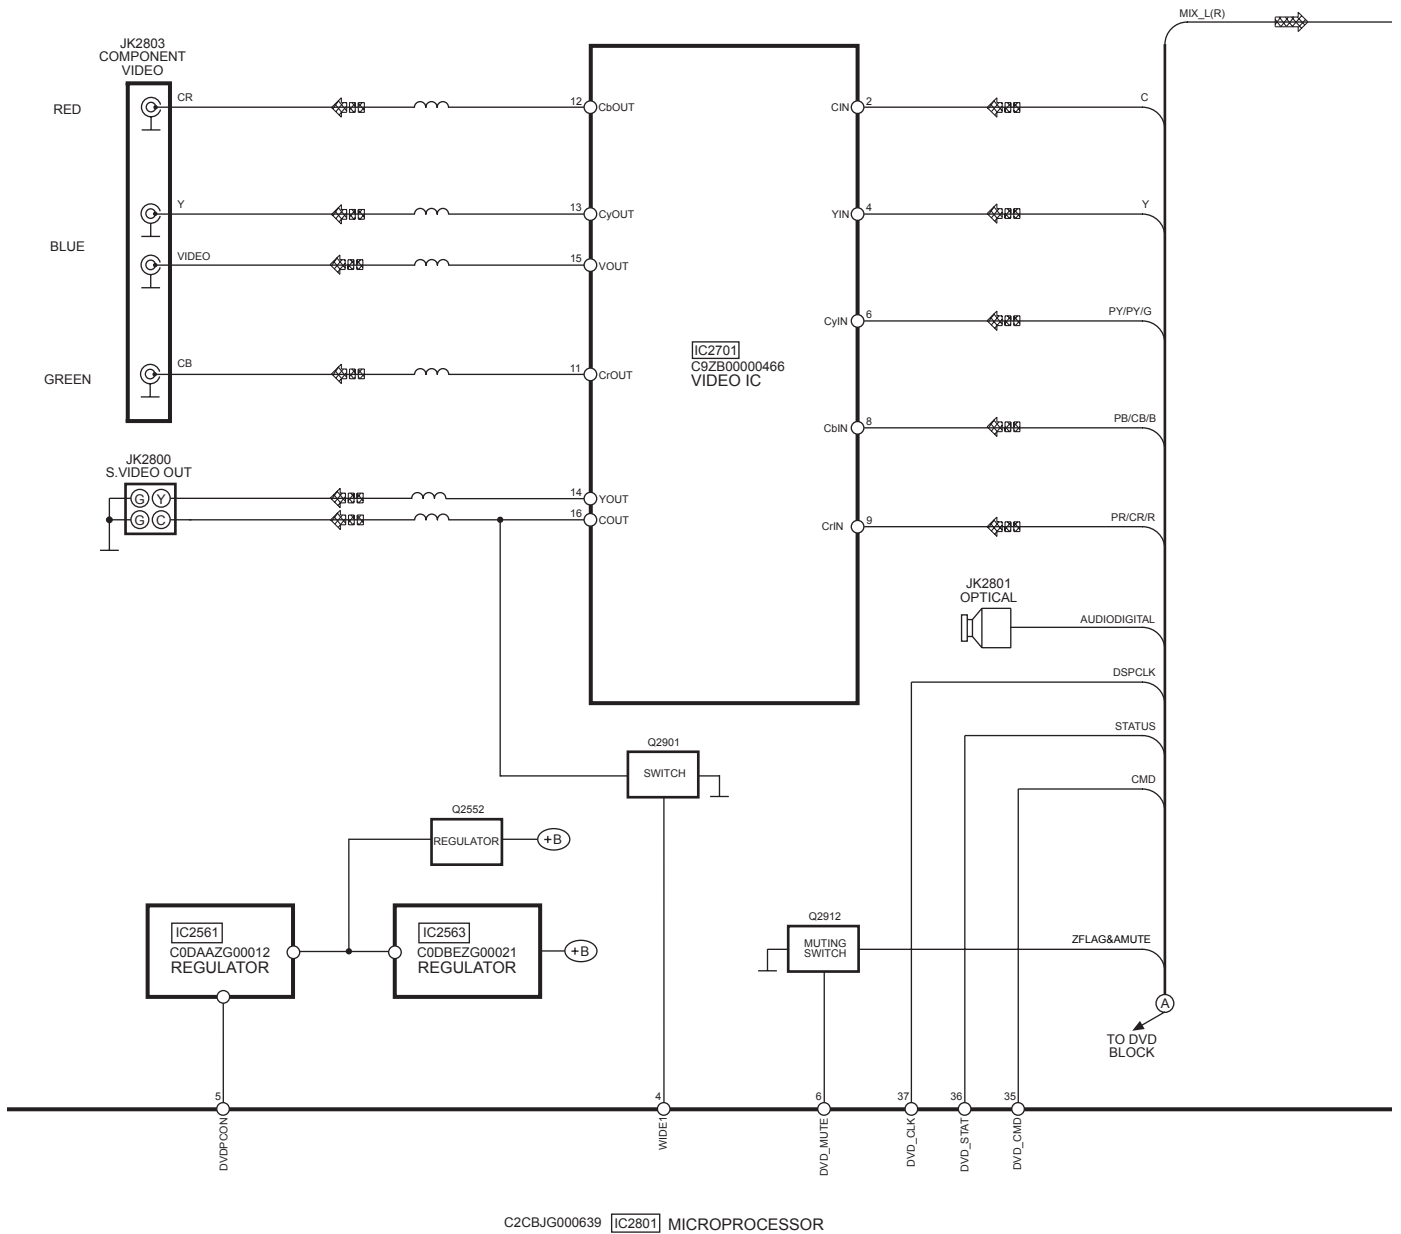 MIX_L(R)
JK2803
COMPONENT
VIDEO
RED
CR
12
CbOUT
CIN
2
C
Y
13
CyOUT
YIN
4
Y
BLUE
VIDEO
15
VOUT
CyIN
6
PY/PY/G
IC2701
C9ZB00000466
VIDEO IC
GREEN
CB
11
CrOUT
CbIN
8
PB/CB/B
JK2800
S.VIDEO OUT
G Y
14
YOUT
G C
16
COUT
CrIN
9
PR/CR/R
JK2801
OPTICAL
AUDIODIGITAL
DSPCLK
STATUS
CMD
Q2901
SWITCH
Q2552
REGULATOR
+B
IC2561
C0DAAZG00012
REGULATOR
IC2563
C0DBEZG00021
REGULATOR
+B
Q2912
MUTING
SWITCH
ZFLAG&AMUTE
A
TO DVD
BLOCK
5
DVDPCON
4
WIDE1
6
DVD_MUTE
37
DVD_CLK
36
DVD_STAT
35
DVD_CMD
C2CBJG000639 IC2801 MICROPROCESSOR